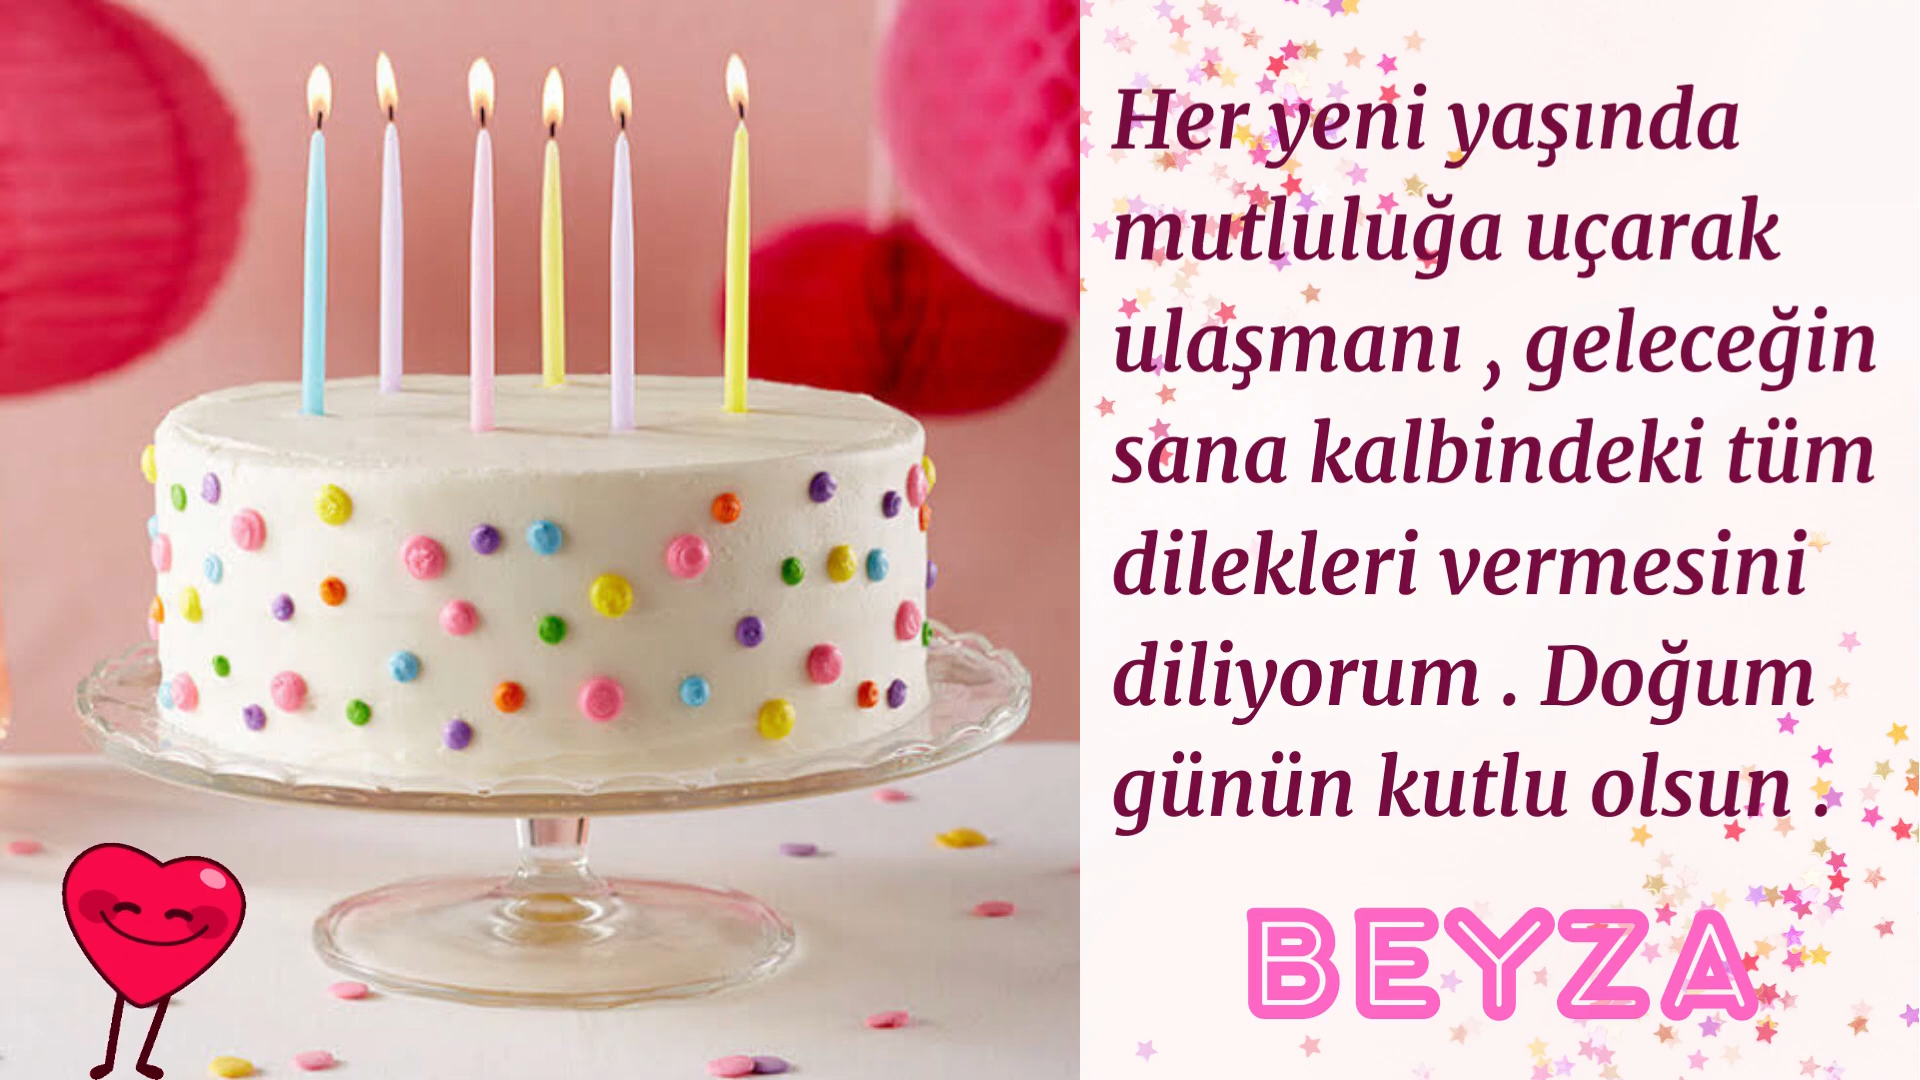 Her yeni yaşında
mutluluğa uçarak
ulaşmanı , geleceğin
sana kalbindeki tüm
dilekleri vermesini
diliyorum . Doğum
günün kutlu olsun .
BEYZA